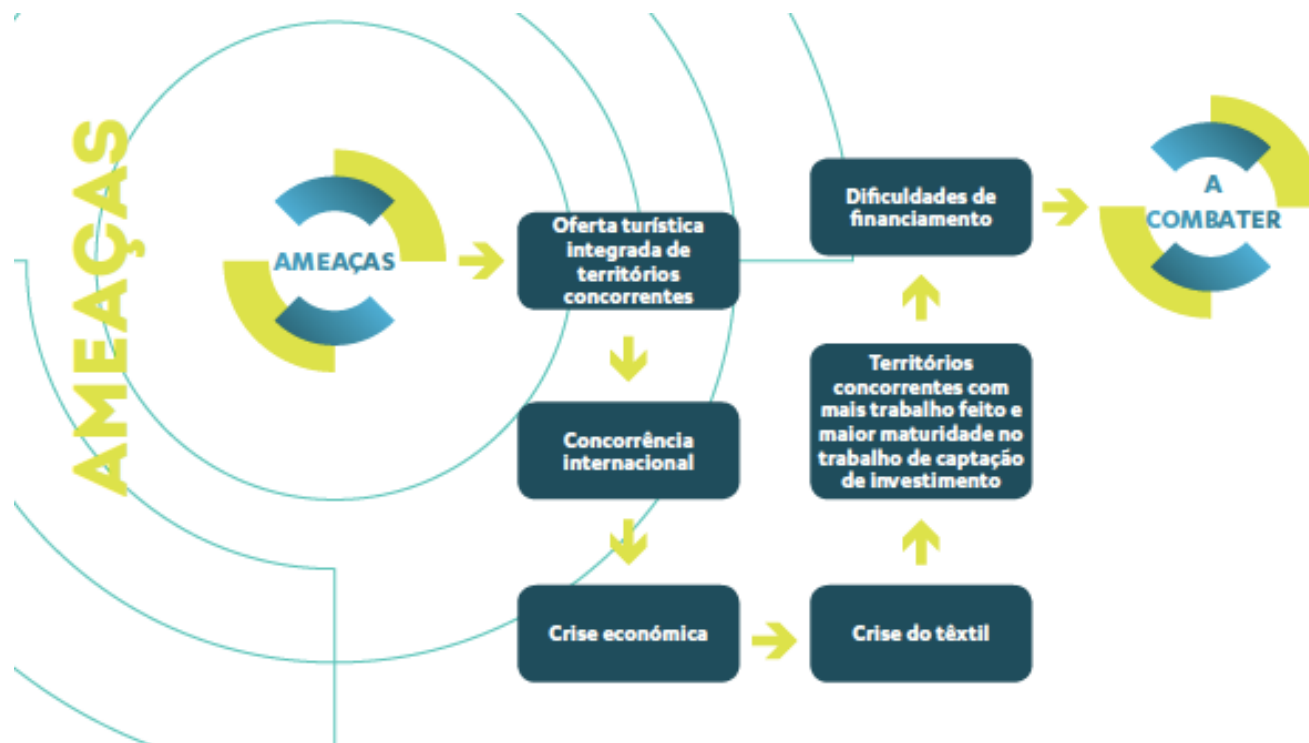 AMEAÇAS
AMEAÇAS
Oferta turística
integrada de
territórios
concorrentes
Concorrência
internacional
Crise económica
Crise do têxtil
Territórios
concorrentes com
mais trabalho feito e
maior maturidade no
trabalho de captação
de investimento
Dificuldades de
financiamento
A
COMBATER